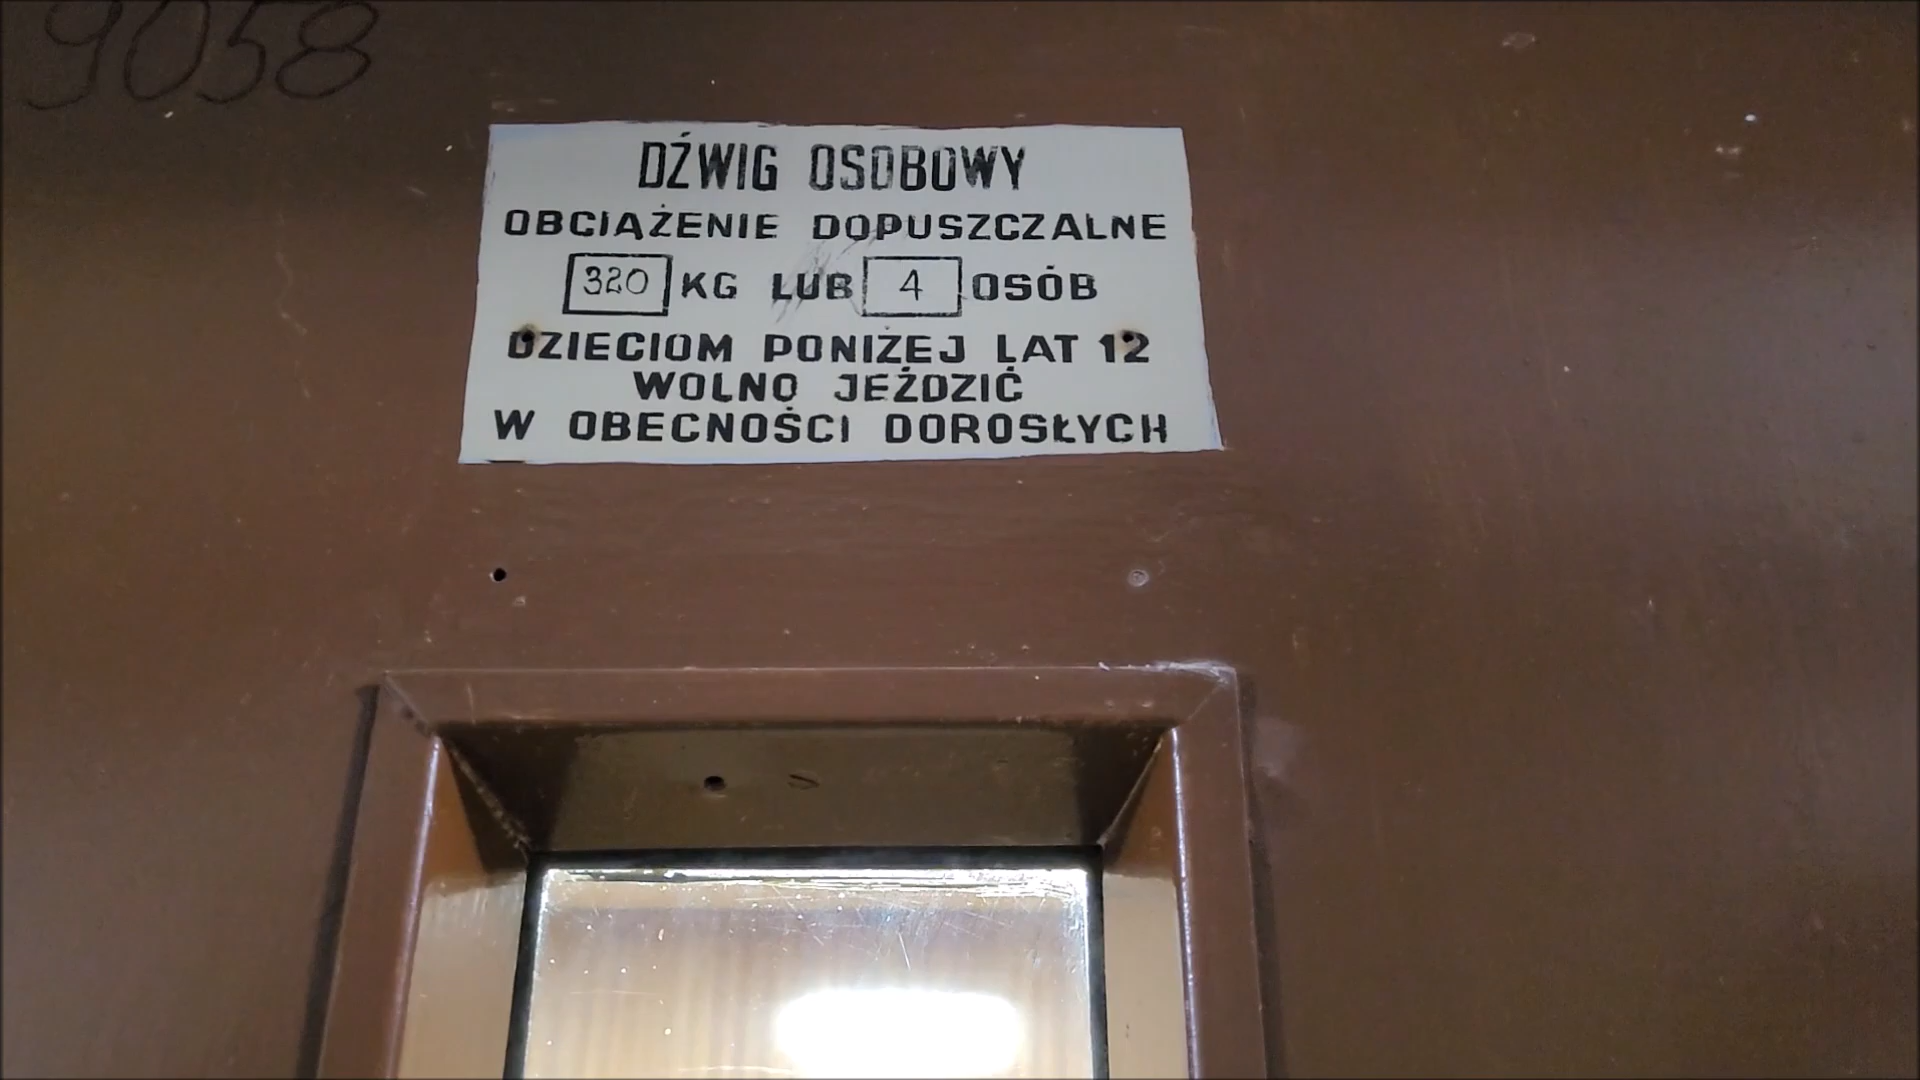 9058
DŹWIG OSOBOWY
OBCIĄŻENIE DOPUSZCZALNE
320 KG LUB 4 OSÓB
DZIECIOM PONIŻEJ LAT 12
WOLNO JEŹDZIĆ
W OBECNOŚCI DOROSŁYCH